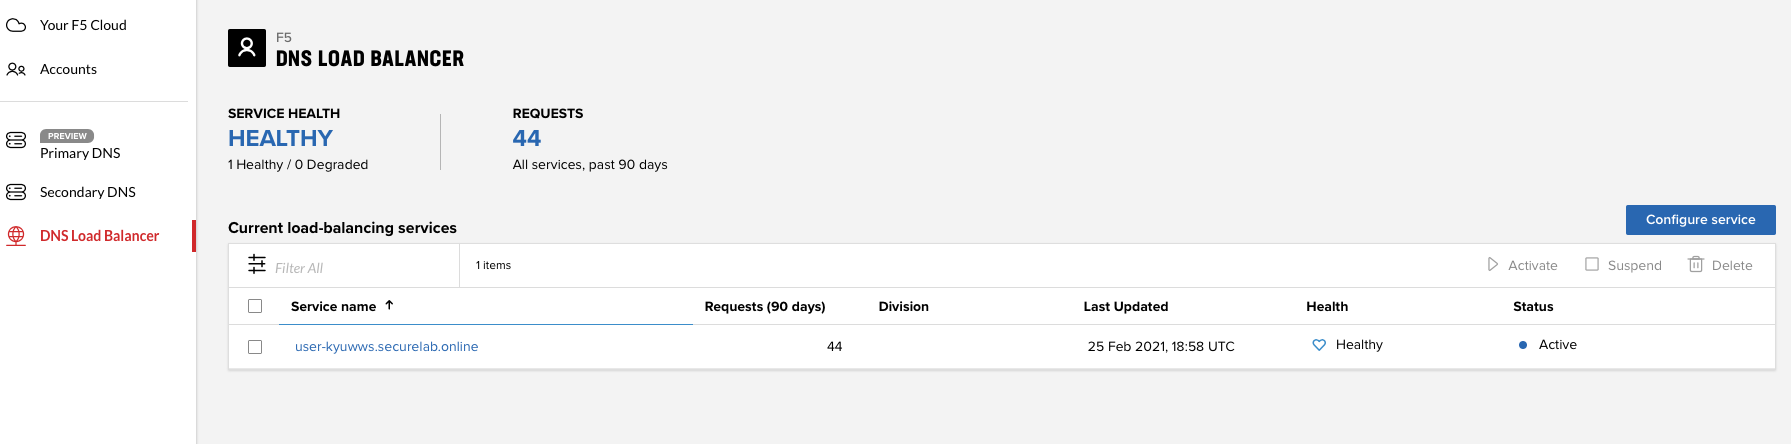 Your F5 Cloud
Accounts
PREVIEW
Primary DNS
Secondary DNS
DNS Load Balancer
F5
DNS LOAD BALANCER
SERVICE HEALTH
HEALTHY
1 Healthy / 0 Degraded
REQUESTS
44
All services, past 90 days
Current load-balancing services
Configure service
Filter All
1 items
Activate
Suspend
Delete
Service name
Requests (90 days)
Division
Last Updated
Health
Status
user-kyuwws.securelab.online
44
25 Feb 2021, 18:58 UTC
Healthy
Active